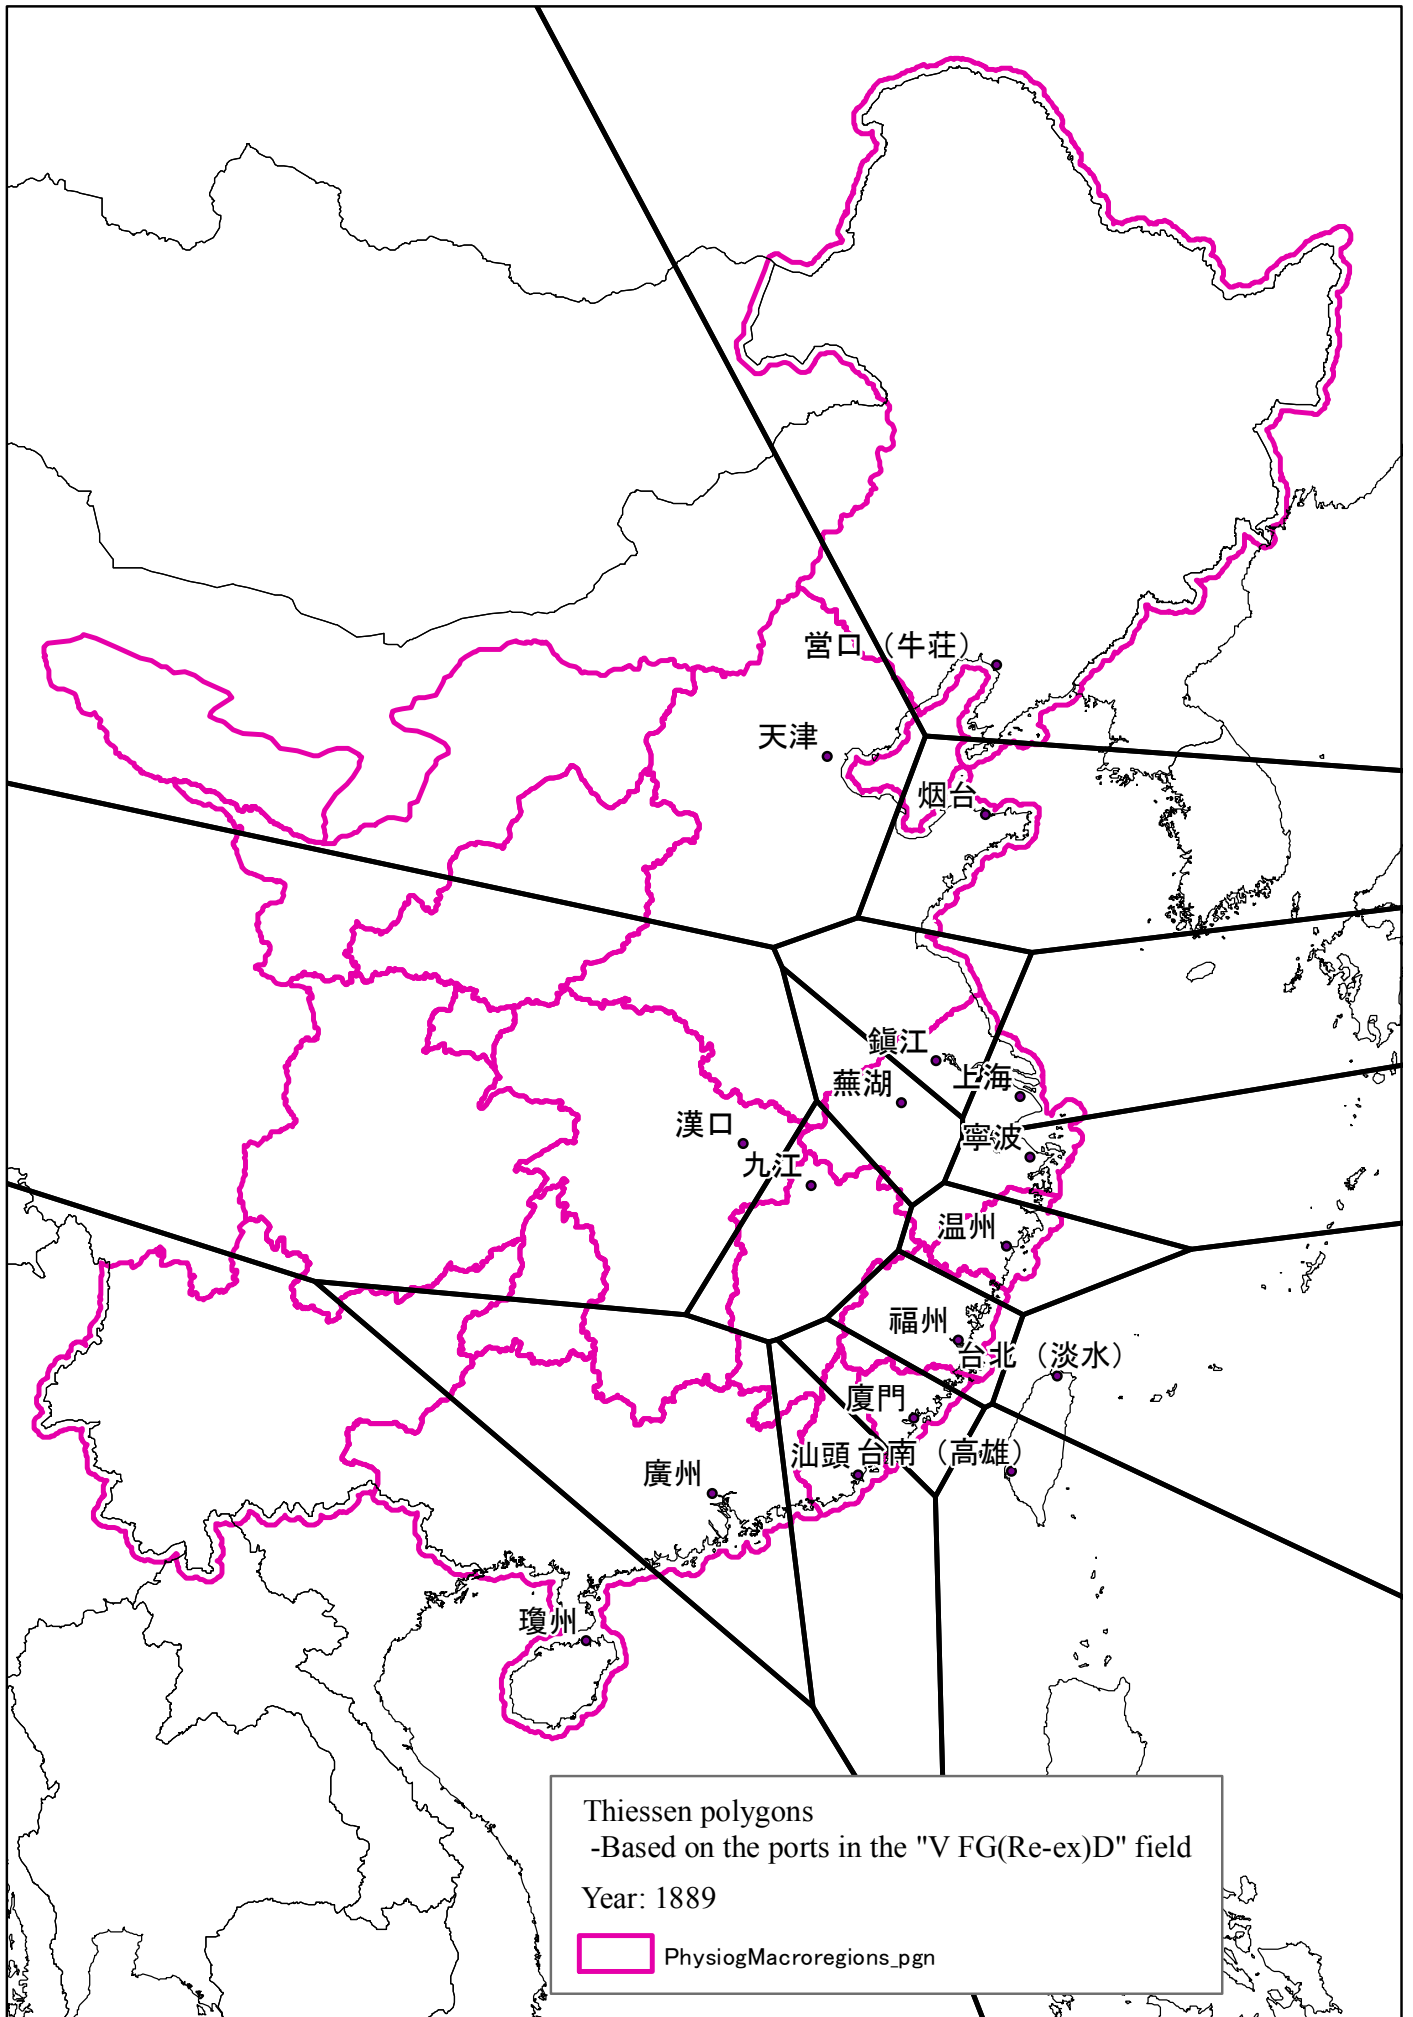 営口（牛荘）
天津
烟台
鎮江
上海
蕪湖
漢口
寧波
九江
温州
福州
台北（淡水）
廈門
汕頭
台南（高雄）
廣州
瓊州
Thiessen polygons
-Based on the ports in the "V FG(Re-ex)D" field
Year: 1889
PhysiogMacroregions_pgn